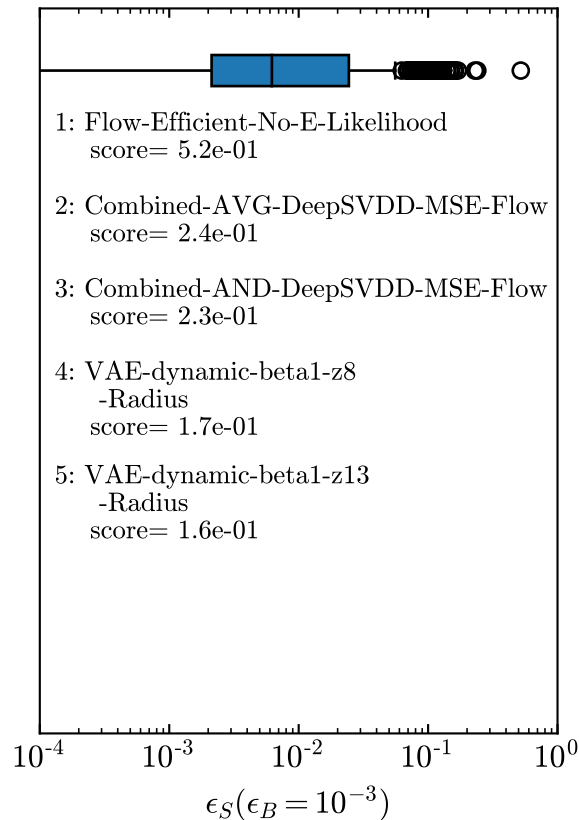 1: Flow-Efficient-No-E-Likelihood
score= 5.2e-01
2: Combined-AVG-DeepSVDD-MSE-Flow
score= 2.4e-01
3: Combined-AND-DeepSVDD-MSE-Flow
score= 2.3e-01
4: VAE-dynamic-beta1-z8
-Radius
score= 1.7e-01
5: VAE-dynamic-beta1-z13
-Radius
score= 1.6e-01
10⁻⁴ 10⁻³ 10⁻² 10⁻¹ 10⁰
ϵ_S(ϵ_B = 10⁻³)